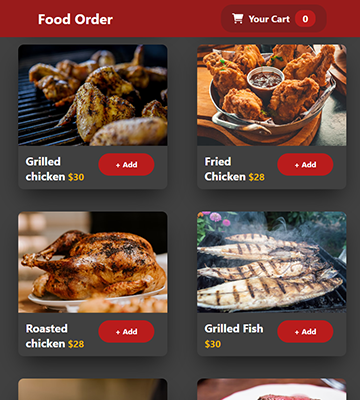 Food Order
Your Cart 0
Grilled
chicken $30
+ Add
Fried
Chicken $28
+ Add
Roasted
chicken $28
+ Add
Grilled Fish
$30
+ Add